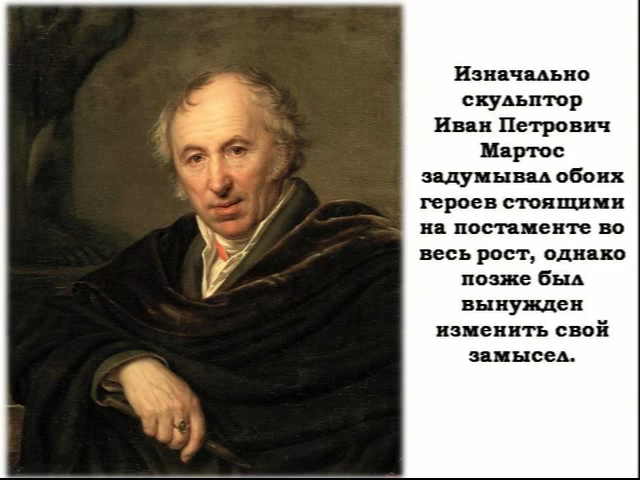 Изначально
скульптор
Иван Петрович
Мартос
задумывал обоих
героев стоящими
на постаменте во
весь рост, однако
позже был
вынужден
изменить свой
замысел.